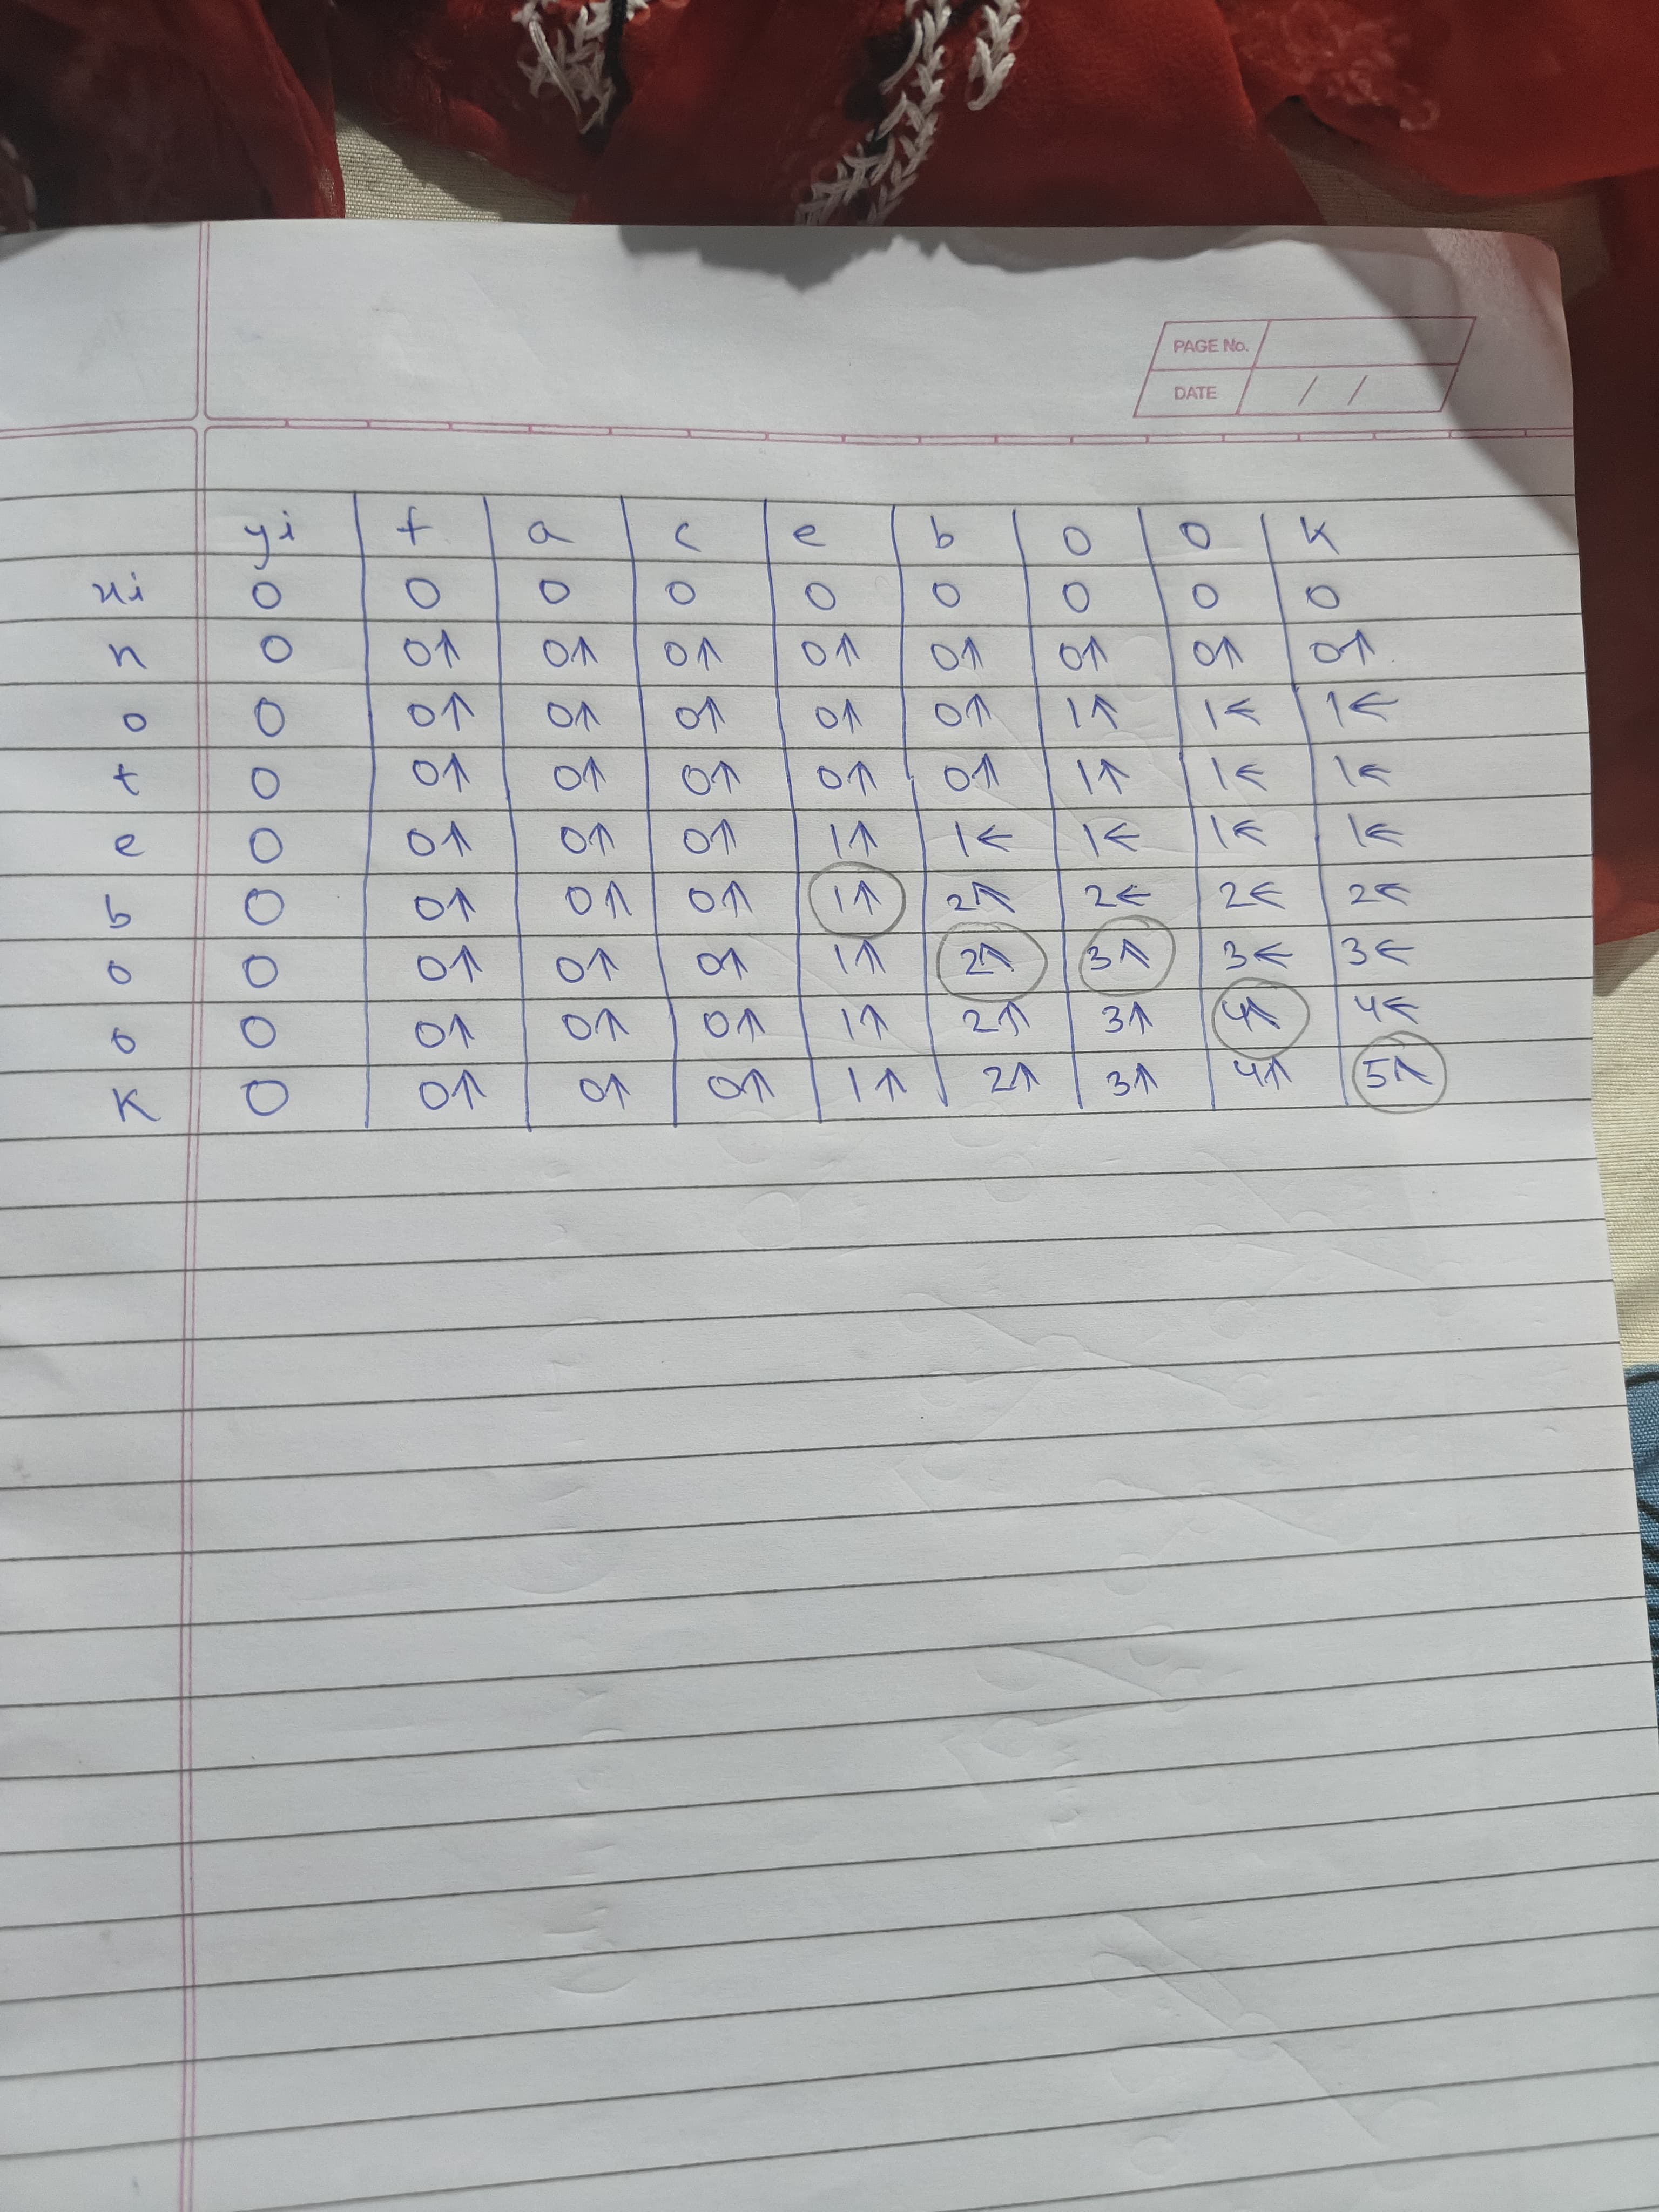 PAGE No.
DATE / /
yi f a c e b o o k
xi 0 0 0 0 0 0 0 0 0
n 0 0↑ 0↑ 0↑ 0↑ 0↑ 0↑ 0↑ 0↑
o 0 0↑ 0↑ 0↑ 0↑ 0↑ 1↖ 1← 1←
t 0 0↑ 0↑ 0↑ 0↑ 0↑ 1↑ 1← 1←
e 0 0↑ 0↑ 0↑ 1↖ 1← 1← 1← 1←
b 0 0↑ 0↑ 0↑ 1↑ 2↖ 2← 2← 2←
o 0 0↑ 0↑ 0↑ 1↑ 2↑ 3↖ 3← 3←
o 0 0↑ 0↑ 0↑ 1↑ 2↑ 3↑ 4↖ 4←
k 0 0↑ 0↑ 0↑ 1↑ 2↑ 3↑ 4↑ 5↖